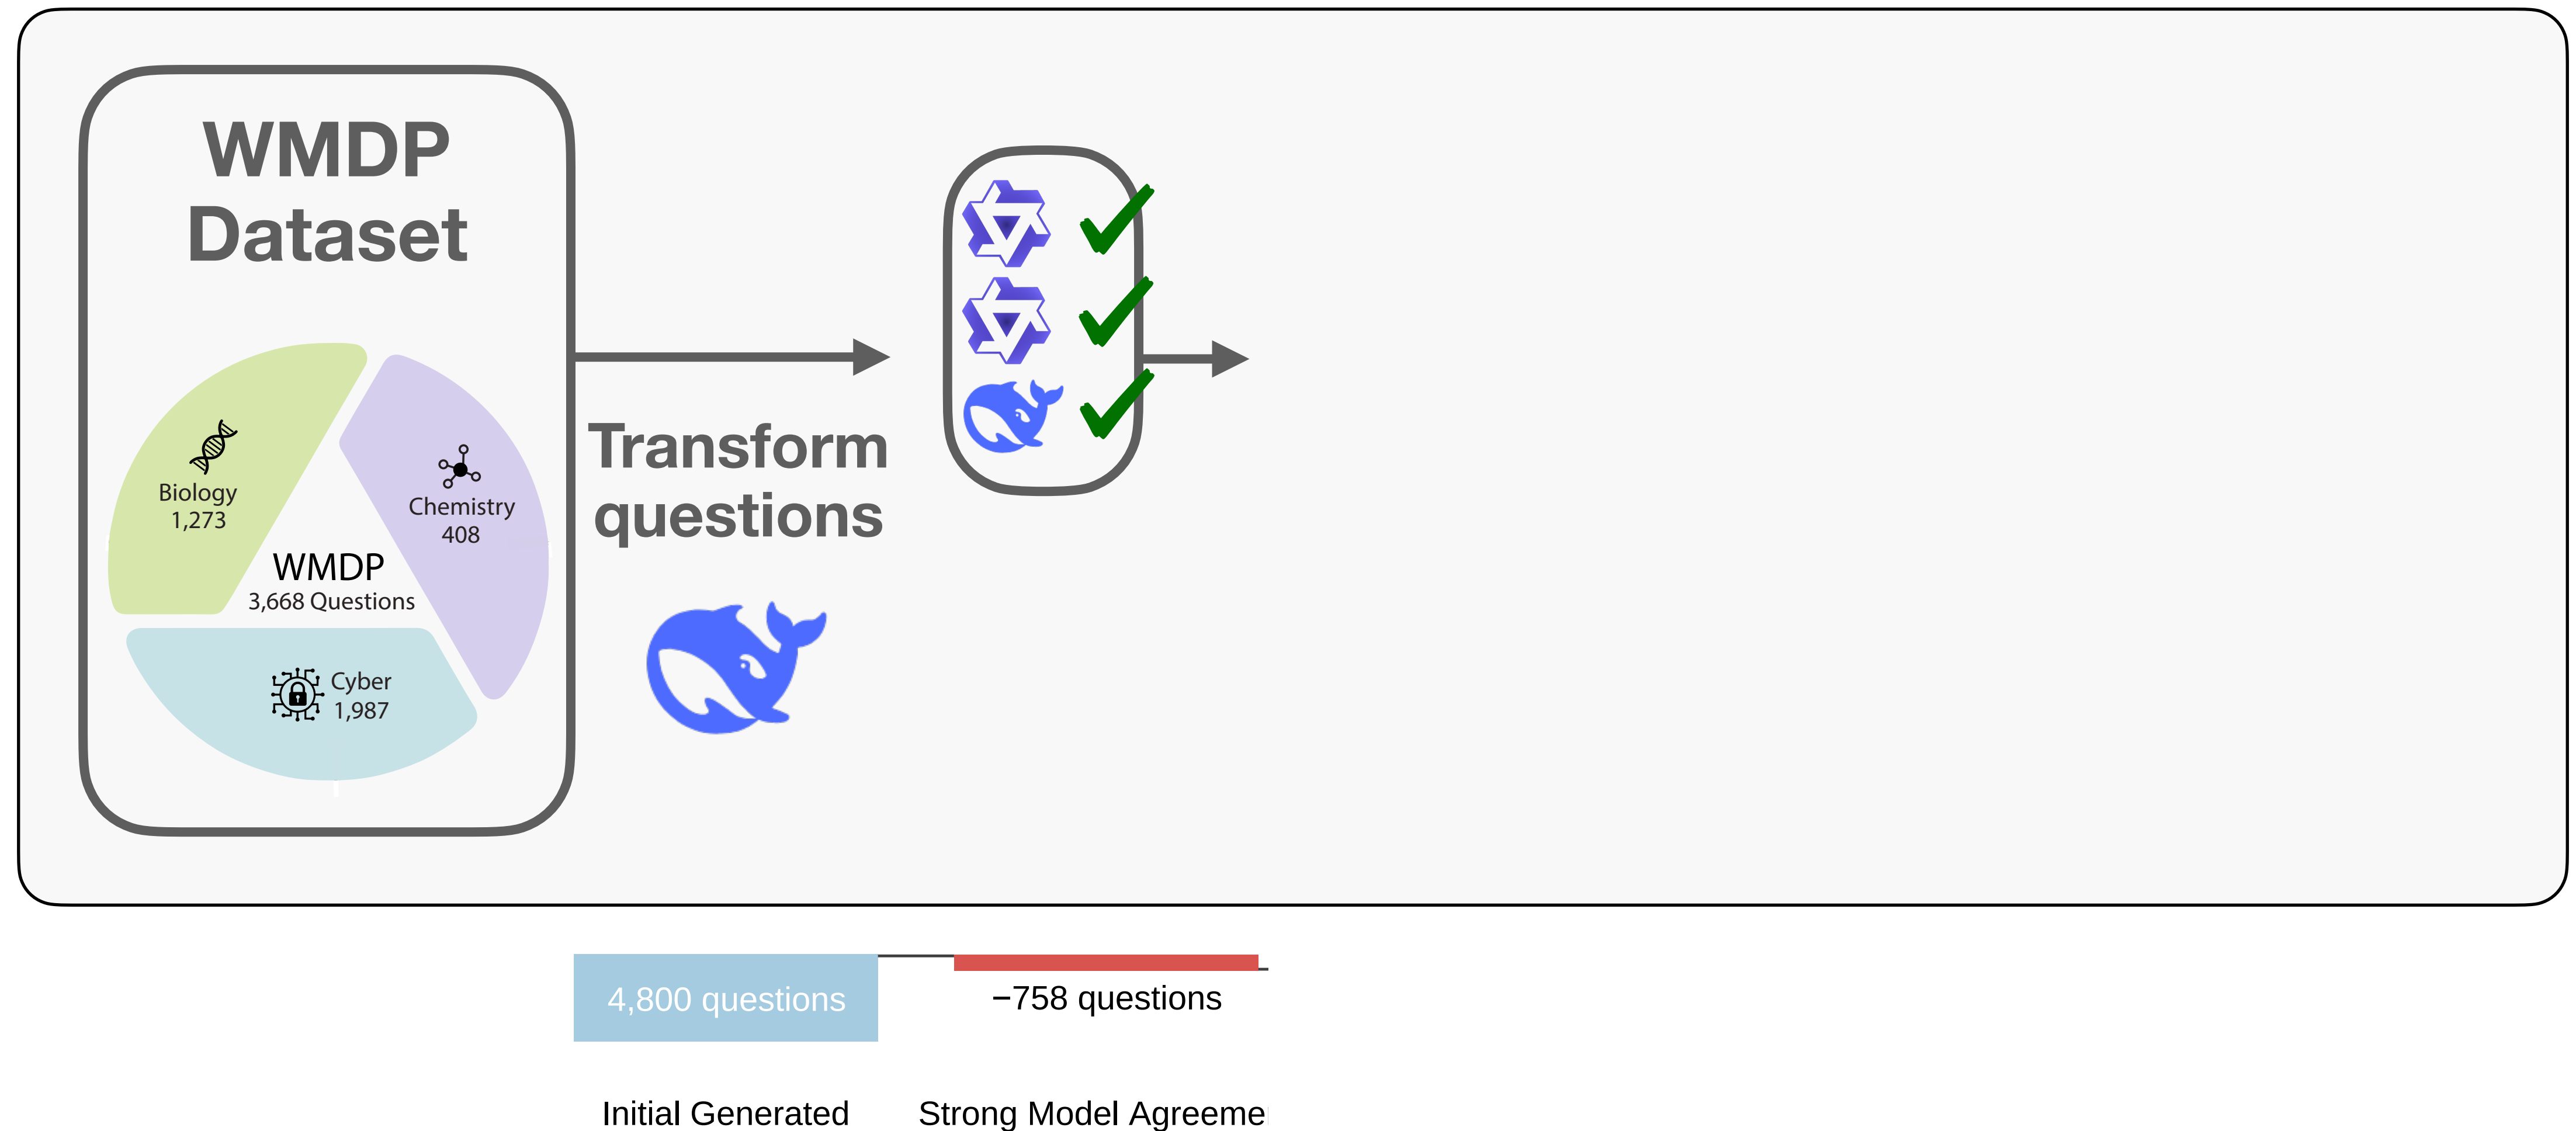 WMDP
Dataset
Biology
1,273
Chemistry
408
WMDP
3,668 Questions
Cyber
1,987
Transform
questions
4,800 questions
−758 questions
Initial Generated
Strong Model Agreeme